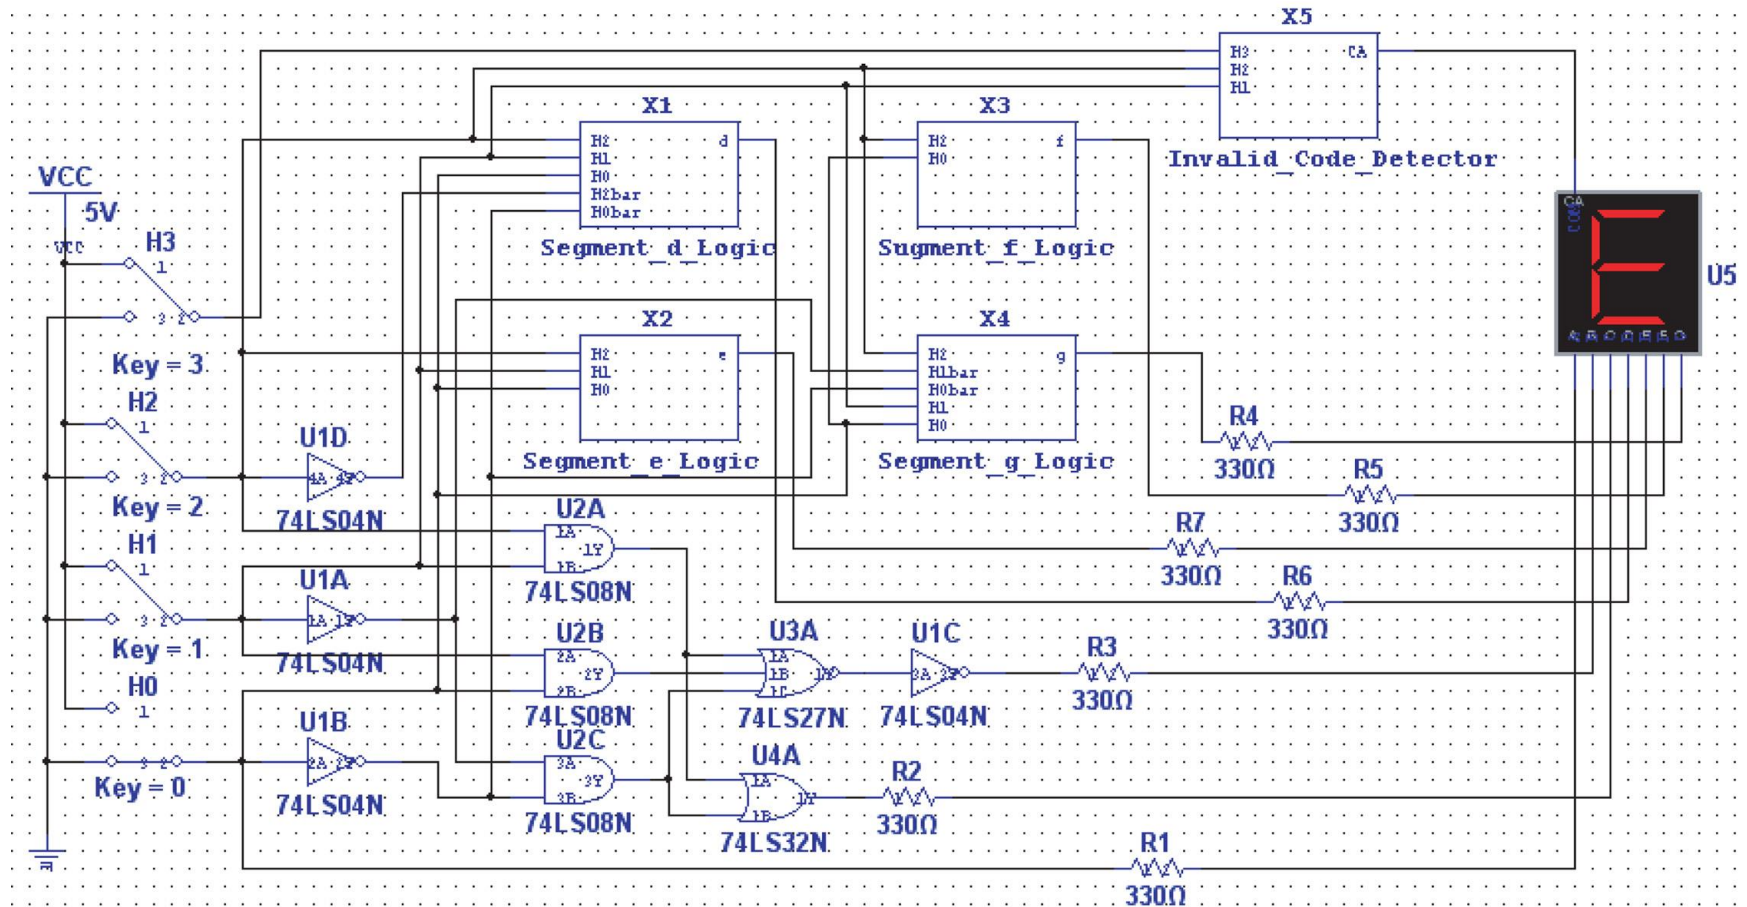 X5
H3 CA
H2
H1
Invalid_Code_Detector
X1
H2 d
H1
H0
H2bar
H0bar
Segment_d_Logic
X3
H2 f
H0
Sugment_f_Logic
VCC
5V
VCC
H3
1
3 2
Key = 3
X2
H2 e
H1
H0
Segment_e_Logic
X4
H2 g
H1bar
H0bar
H1
H0
Segment_g_Logic
CA
COM
U5
A B C D E F G
H2
1
3 2
Key = 2
U1D
4A 4Y
74LS04N
R4
330Ω
R5
330Ω
U2A
1A
1Y
1B
74LS08N
R7
330Ω
H1
1
3 2
Key = 1
U1A
1A 1Y
74LS04N
R6
330Ω
U2B
2A
2Y
2B
74LS08N
U3A
1A
1B 1Y
1C
74LS27N
U1C
3A 3Y
74LS04N
R3
330Ω
H0
1
3 2
Key = 0
U1B
2A 2Y
74LS04N
U2C
3A
3Y
3B
74LS08N
U4A
1A
1Y
1B
74LS32N
R2
330Ω
R1
330Ω